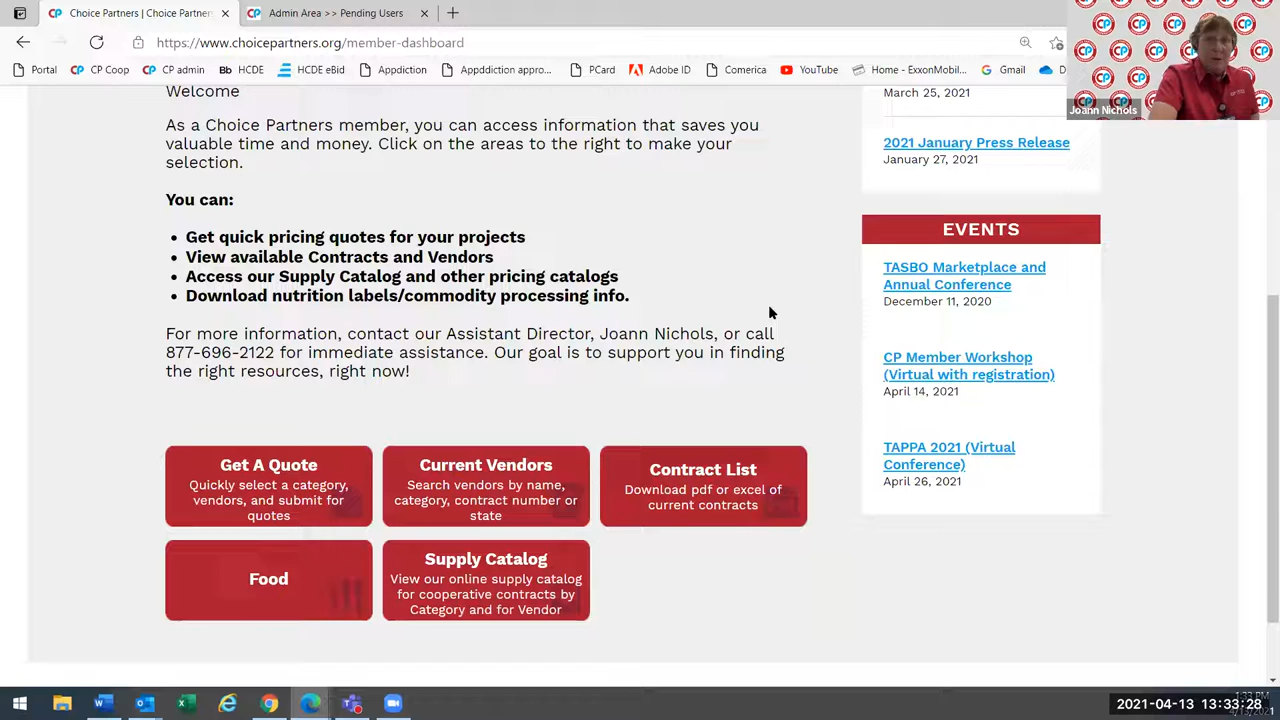 Choice Partners | Choice Partner
Admin Area >> Pending Users
https://www.choicepartners.org/member-dashboard
Portal
CP Coop
CP admin
Bb HCDE
HCDE eBid
Appdiction
Appddiction appro...
PCard
Adobe ID
Comerica
YouTube
Home - ExxonMobil...
Gmail
Joann Nichols
Welcome
As a Choice Partners member, you can access information that saves you
valuable time and money. Click on the areas to the right to make your
selection.
You can:
• Get quick pricing quotes for your projects
• View available Contracts and Vendors
• Access our Supply Catalog and other pricing catalogs
• Download nutrition labels/commodity processing info.
For more information, contact our Assistant Director, Joann Nichols, or call
877-696-2122 for immediate assistance. Our goal is to support you in finding
the right resources, right now!
Get A Quote
Quickly select a category,
vendors, and submit for
quotes
Current Vendors
Search vendors by name,
category, contract number or
state
Contract List
Download pdf or excel of
current contracts
Food
Supply Catalog
View our online supply catalog
for cooperative contracts by
Category and for Vendor
March 25, 2021
2021 January Press Release
January 27, 2021
EVENTS
TASBO Marketplace and
Annual Conference
December 11, 2020
CP Member Workshop
(Virtual with registration)
April 14, 2021
TAPPA 2021 (Virtual
Conference)
April 26, 2021
2021-04-13 13:33:28